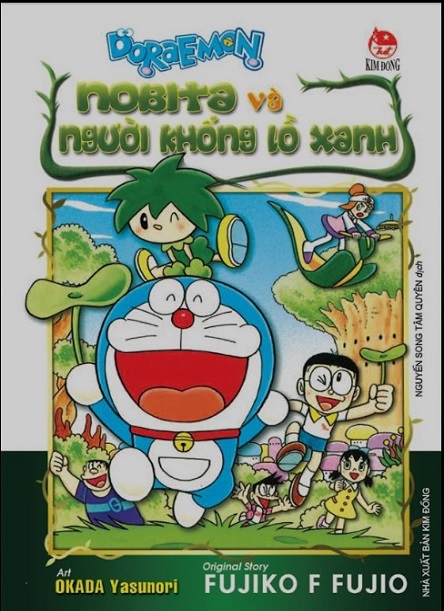 DORAEMON
KIM ĐỒNG
NOBITA và
NGƯỜI KHỔNG LỒ XANH
NGUYỄN SONG TÂM QUYÊN dịch
NHÀ XUẤT BẢN KIM ĐỒNG
Art
OKADA Yasunori
Original Story
FUJIKO F FUJIO